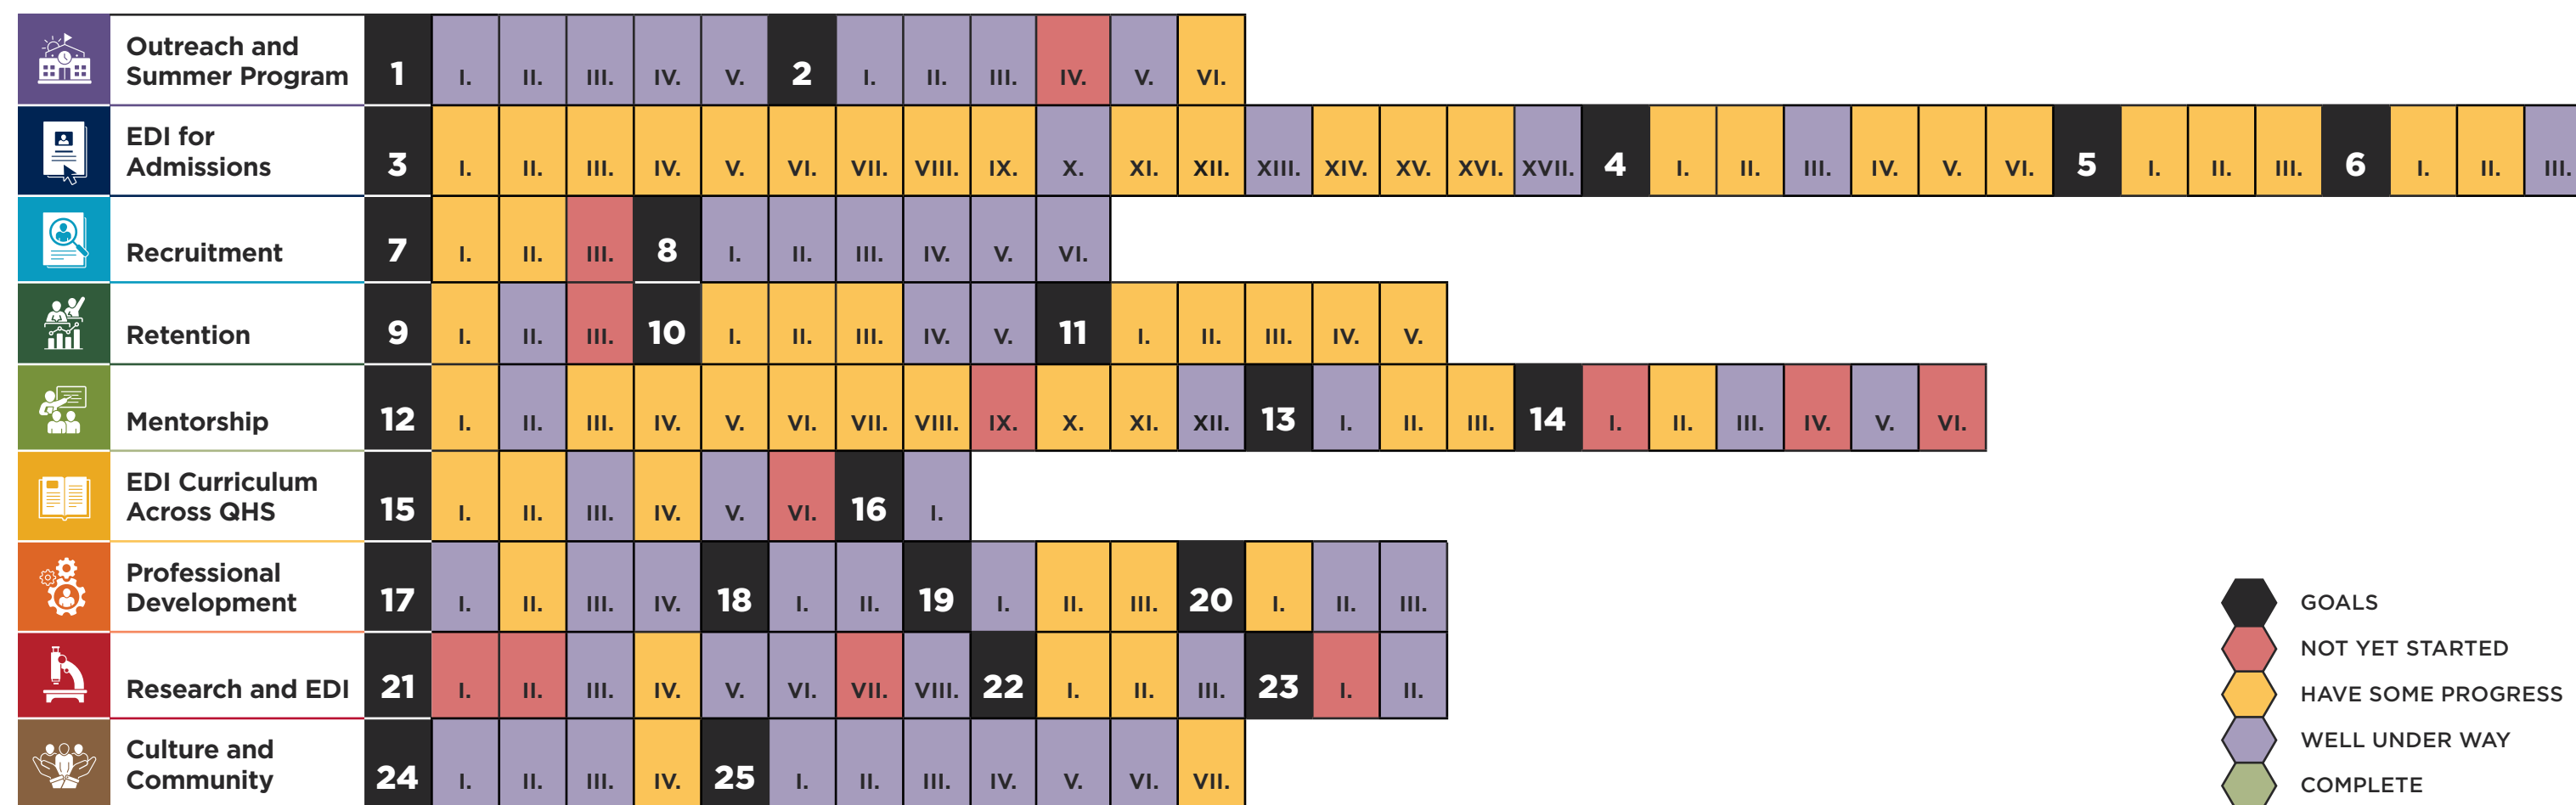 Outreach and
Summer Program
1 I. II. III. IV. V. 2 I. II. III. IV. V. VI.
EDI for
Admissions
3 I. II. III. IV. V. VI. VII. VIII. IX. X. XI. XII. XIII. XIV. XV. XVI. XVII. 4 I. II. III. IV. V. VI. 5 I. II. III. 6 I. II. III.
Recruitment 7 I. II. III. 8 I. II. III. IV. V. VI.
Retention 9 I. II. III. 10 I. II. III. IV. V. 11 I. II. III. IV. V.
Mentorship 12 I. II. III. IV. V. VI. VII. VIII. IX. X. XI. XII. 13 I. II. III. 14 I. II. III. IV. V. VI.
EDI Curriculum
Across QHS
15 I. II. III. IV. V. VI. 16 I.
Professional
Development
17 I. II. III. IV. 18 I. II. 19 I. II. III. 20 I. II. III.
Research and EDI 21 I. II. III. IV. V. VI. VII. VIII. 22 I. II. III. 23 I. II.
Culture and
Community
24 I. II. III. IV. 25 I. II. III. IV. V. VI. VII.
GOALS
NOT YET STARTED
HAVE SOME PROGRESS
WELL UNDER WAY
COMPLETE